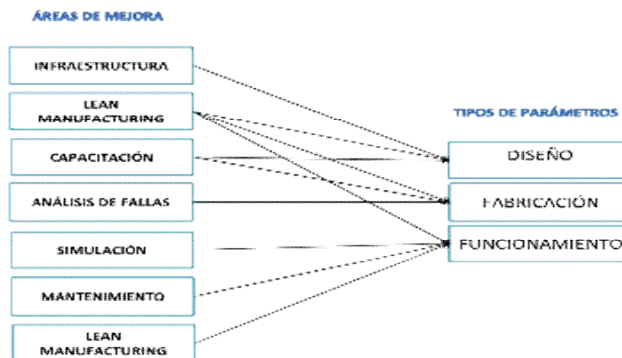 ÁREAS DE MEJORA
INFRAESTRUCTURA
LEAN
MANUFACTURING
CAPACITACIÓN
ANÁLISIS DE FALLAS
SIMULACIÓN
MANTENIMIENTO
LEAN
MANUFACTURING
TIPOS DE PARÁMETROS
DISEÑO
FABRICACIÓN
FUNCIONAMIENTO